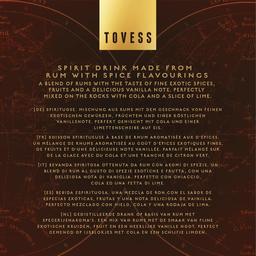 TOVESS
SPIRIT DRINK MADE FROM
RUM WITH SPICE FLAVOURINGS
A BLEND OF RUMS WITH THE TASTE OF FINE EXOTIC SPICES,
FRUITS AND A DELICIOUS VANILLA NOTE, PERFECTLY
MIXED ON THE ROCKS WITH COLA AND A SLICE OF LIME.
[DE] SPIRITUOSE, MISCHUNG AUS RUMS MIT DEM GESCHMACK VON FEINEN
EXOTISCHEN GEWÜRZEN, FRÜCHTEN UND EINER KÖSTLICHEN
VANILLENOTE, PERFEKT GEMISCHT MIT COLA UND EINER
LIMETTENSCHEIBE AUF EIS.
[FR] BOISSON SPIRITUEUSE À BASE DE RHUM AROMATISÉE AUX D'ÉPICES.
UN MÉLANGE DE RHUMS AROMATISÉS AU GOÛT D'ÉPICES EXOTIQUES FINES,
DE FRUITS ET D'UNE DÉLICIEUSE NOTE VANILLÉE, PARFAIT MÉLANGÉ SUR
DE LA GLACE AVEC DU COLA ET UNE TRANCHE DE CITRON VERT.
[IT] BEVANDA SPIRITOSA OTTENUTA DA RUM CON AROMI DI SPEZIE. UN
BLEND DI RUM AL GUSTO DI SPEZIE ESOTICHE E FRUTTA, CON UNA
DELIZIOSA NOTA DI VANIGLIA, PERFETTO CON GHIACCIO,
COLA ED UNA FETTA DI LIME.
[ES] BEBIDA ESPIRITUOSA, UNA MEZCLA DE RON CON EL SABOR DE
ESPECIAS EXÓTICAS, FRUTAS Y UNA NOTA DELICIOSA DE VAINILLA,
PERFECTO MEZCLADO CON HIELO, COLA Y UNA RODAJA DE LIMA.
[NL] GEDISTILLEERDE DRANK OP BASIS VAN RUM MET
SPECERIJENAROMA'S. EEN MIX VAN RUM MET DE SMAAK VAN FIJNE
EXOTISCHE KRUIDEN, FRUIT EN EEN HEERLIJKE VANILLE NOOT, PERFECT
GEMENGD OP IJSBLOKJES MET COLA EN EEN SCHIJFJE LIMOEN.